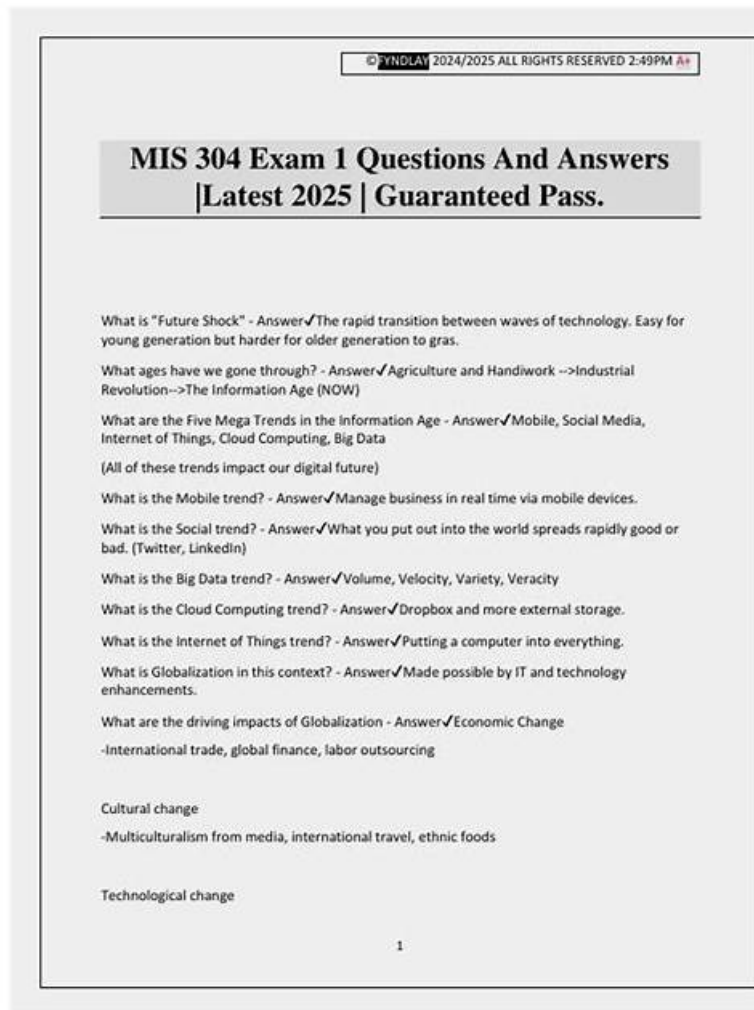 ©FYNDLAY 2024/2025 ALL RIGHTS RESERVED 2:49PM A+
MIS 304 Exam 1 Questions And Answers
|Latest 2025 | Guaranteed Pass.
What is "Future Shock" - Answer✓The rapid transition between waves of technology. Easy for
young generation but harder for older generation to gras.
What ages have we gone through? - Answer✓Agriculture and Handiwork -->Industrial
Revolution-->The Information Age (NOW)
What are the Five Mega Trends in the Information Age - Answer✓Mobile, Social Media,
Internet of Things, Cloud Computing, Big Data
(All of these trends impact our digital future)
What is the Mobile trend? - Answer✓Manage business in real time via mobile devices.
What is the Social trend? - Answer✓What you put out into the world spreads rapidly good or
bad. (Twitter, LinkedIn)
What is the Big Data trend? - Answer✓Volume, Velocity, Variety, Veracity
What is the Cloud Computing trend? - Answer✓Dropbox and more external storage.
What is the Internet of Things trend? - Answer✓Putting a computer into everything.
What is Globalization in this context? - Answer✓Made possible by IT and technology
enhancements.
What are the driving impacts of Globalization - Answer✓Economic Change
-International trade, global finance, labor outsourcing
Cultural change
-Multiculturalism from media, international travel, ethnic foods
Technological change
1